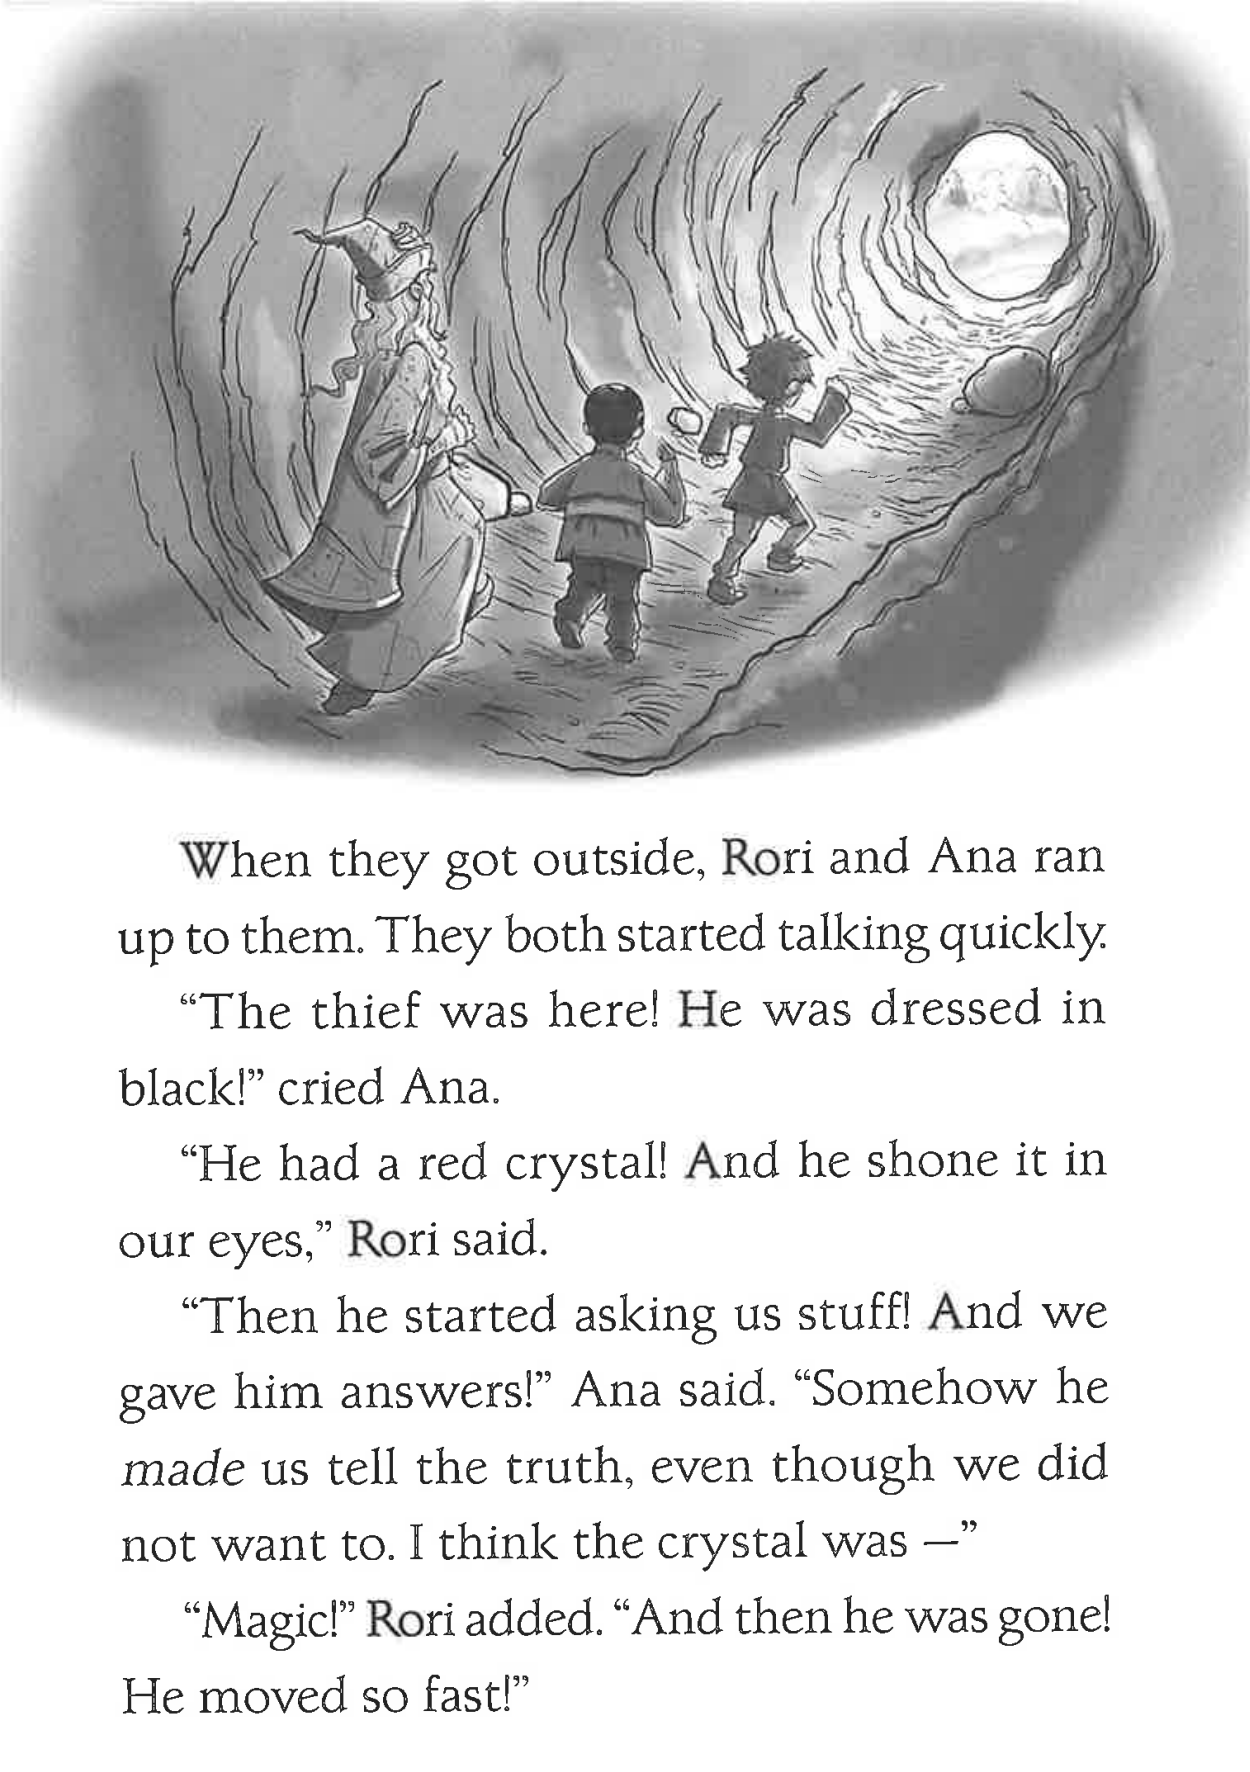 When they got outside, Rori and Ana ran
up to them. They both started talking quickly.
“The thief was here! He was dressed in
black!” cried Ana.
“He had a red crystal! And he shone it in
our eyes,” Rori said.
“Then he started asking us stuff! And we
gave him answers!” Ana said. “Somehow he
made us tell the truth, even though we did
not want to. I think the crystal was —”
“Magic!” Rori added. “And then he was gone!
He moved so fast!”